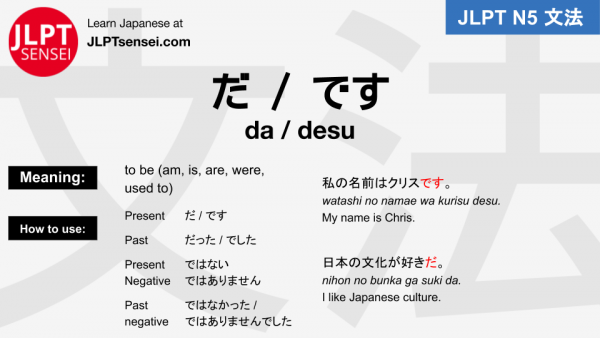 JLPT
SENSEI
Learn Japanese at
JLPTsensei.com
JLPT N5 文法
文法
だ / です
da / desu
Meaning:
to be (am, is, are, were,
used to)
How to use:
Present だ / です
Past だった / でした
Present ではない
Negative ではありません
Past ではなかった /
negative ではありませんでした
私の名前はクリスです。
watashi no namae wa kurisu desu.
My name is Chris.
日本の文化が好きだ。
nihon no bunka ga suki da.
I like Japanese culture.